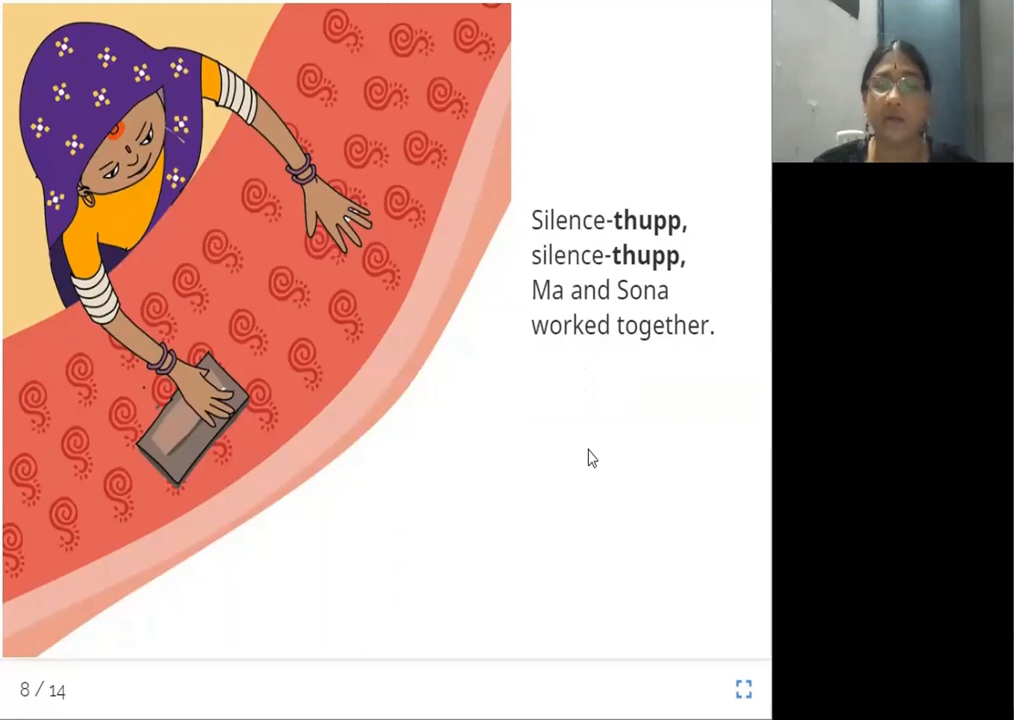 Silence-thupp,
silence-thupp,
Ma and Sona
worked together.
8 / 14